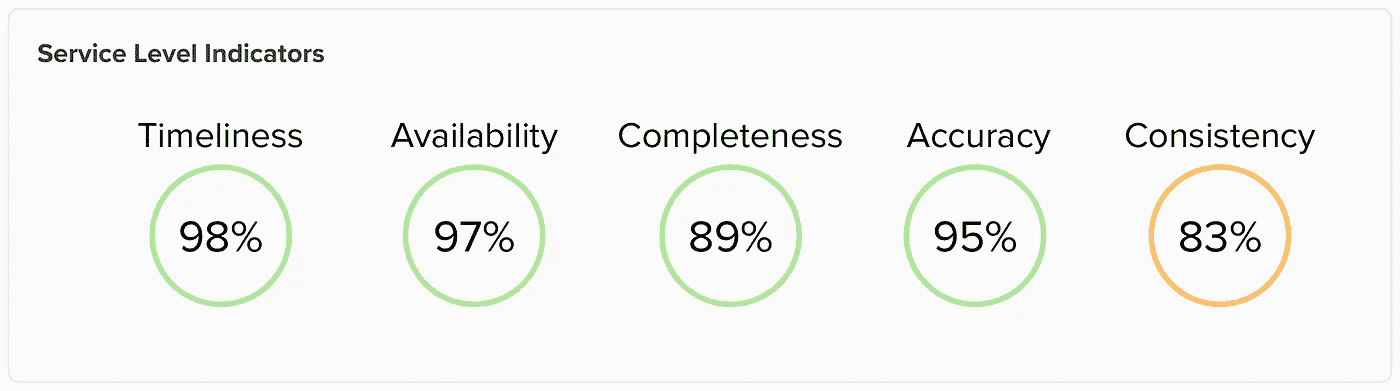 Service Level Indicators
Timeliness Availability Completeness Accuracy Consistency
98% 97% 89% 95% 83%